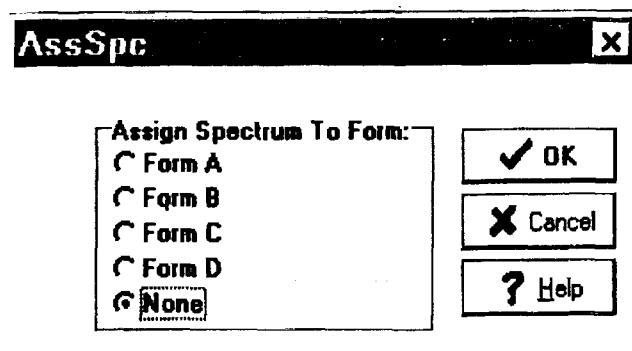 AssSpc
Assign Spectrum To Form:
Form A
Form B
Form C
Form D
None
OK
Cancel
Help